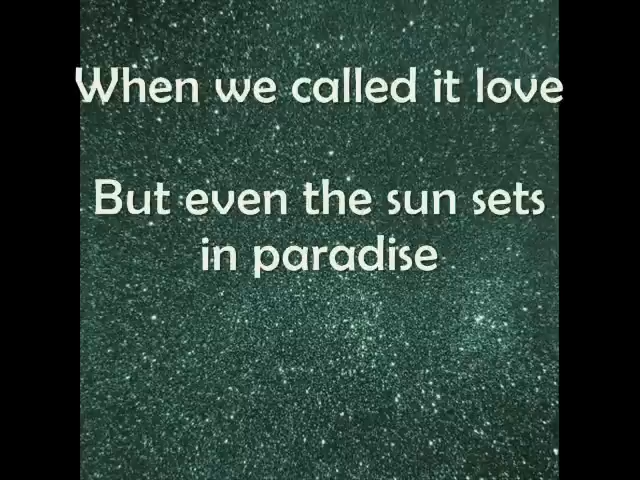 When we called it love
But even the sun sets
in paradise